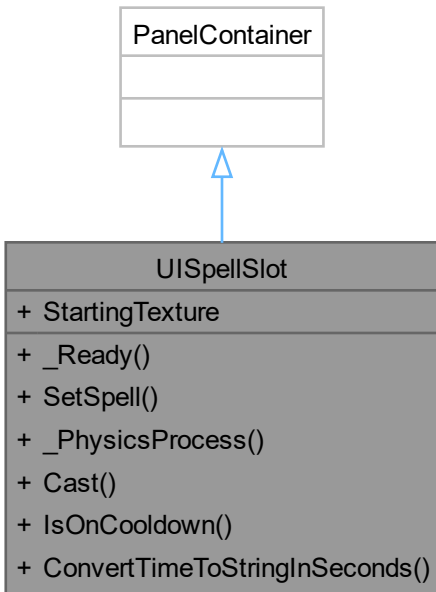 PanelContainer
UISpellSlot
+ StartingTexture
+ _Ready()
+ SetSpell()
+ _PhysicsProcess()
+ Cast()
+ IsOnCooldown()
+ ConvertTimeToStringInSeconds()